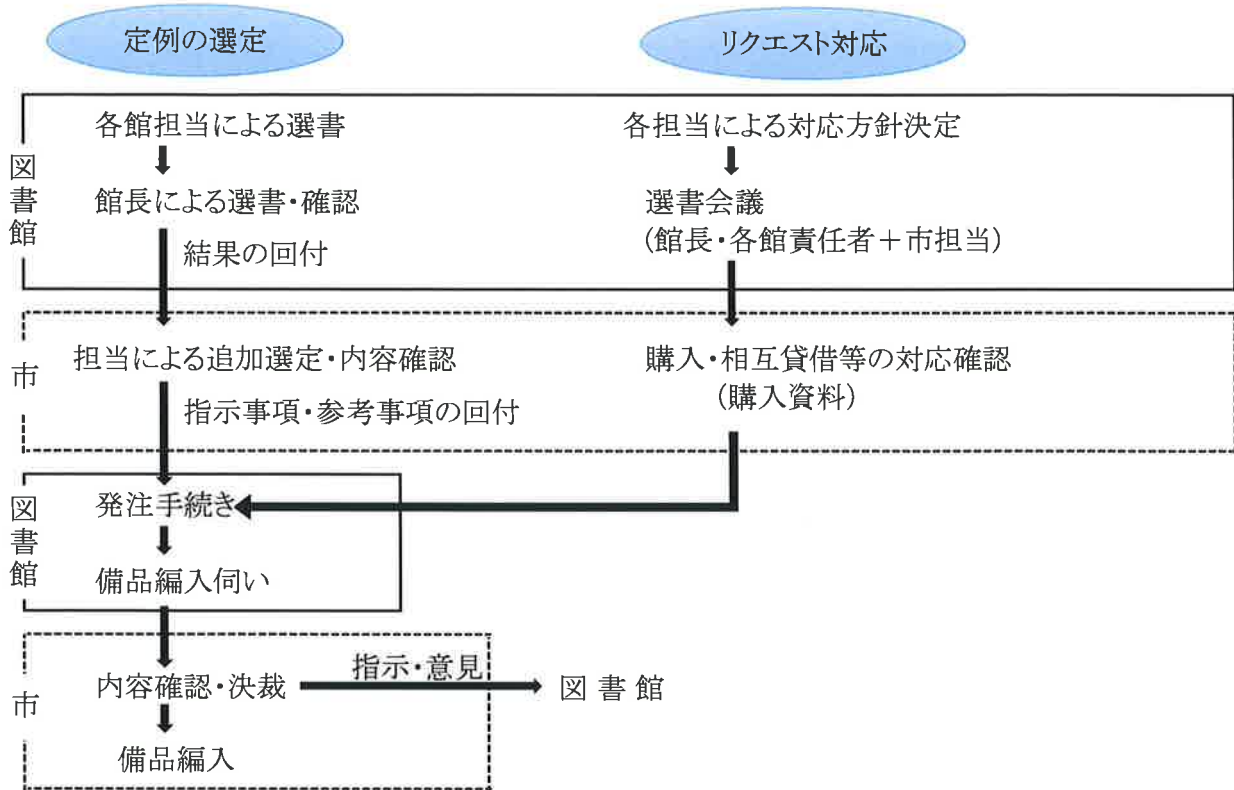 定例の選定
リクエスト対応
図書館
各館担当による選書
各担当による対応方針決定
館長による選書・確認
選書会議
(館長・各館責任者+市担当)
結果の回付
市
担当による追加選定・内容確認
購入・相互貸借等の対応確認
(購入資料)
指示事項・参考事項の回付
図書館
発注手続き
備品編入伺い
市
内容確認・決裁
指示・意見
図 書 館
備品編入